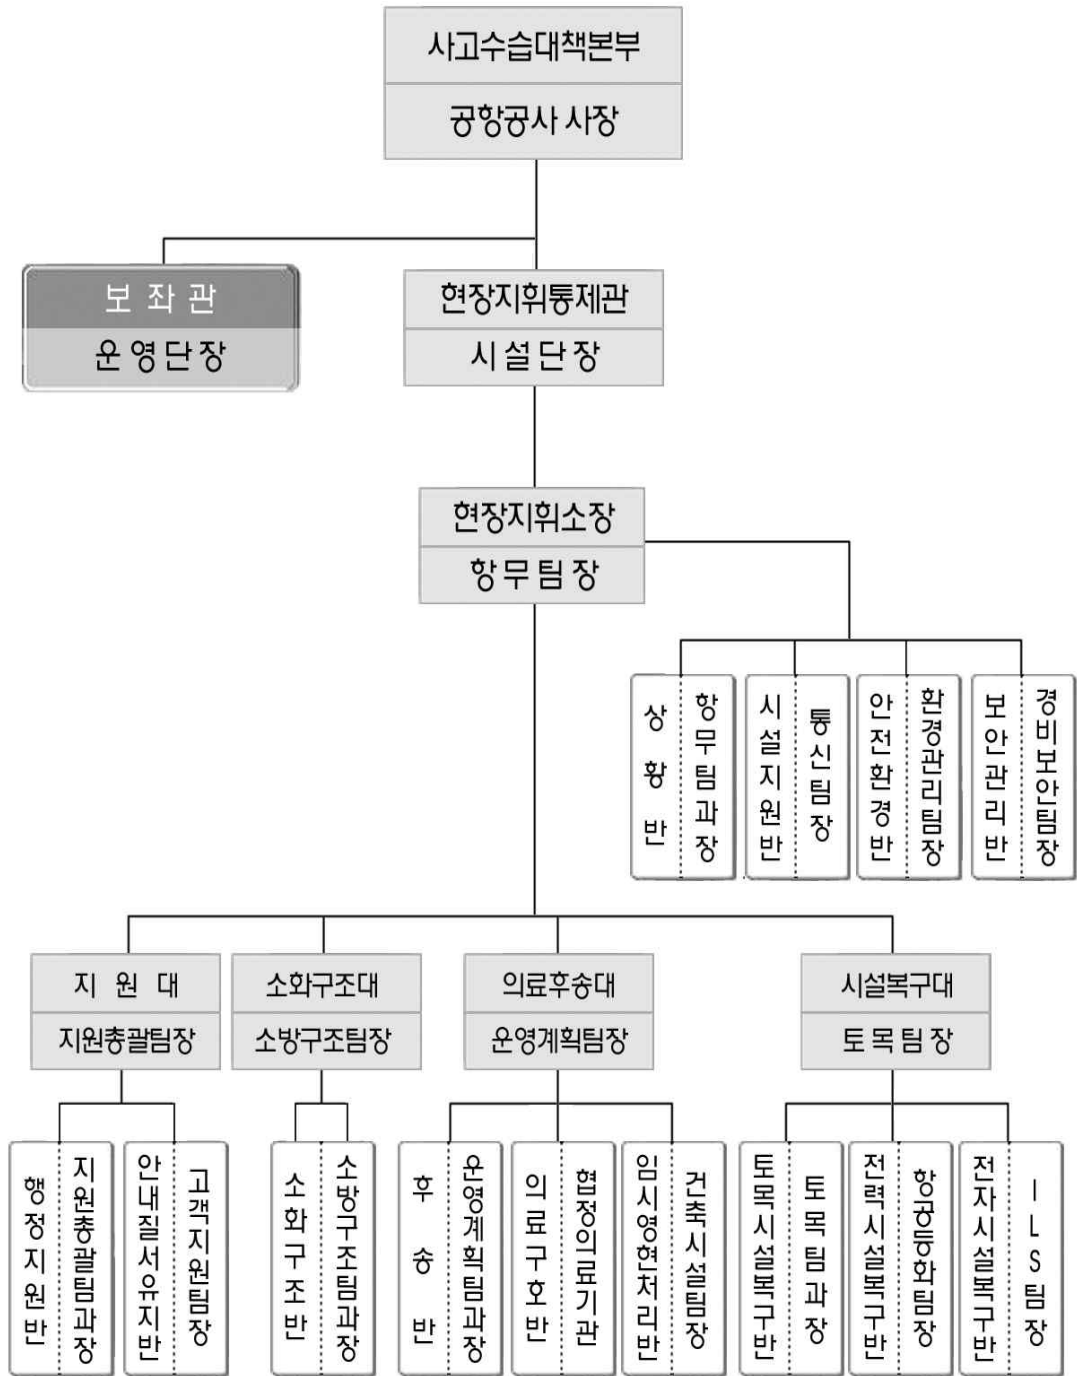 사고수습대책본부
공항공사 사장
보 좌 관
운영단장
현장지휘통제관
시설단장
현장지휘소장
항무팀장
상황반
항무팀과장
시설지원반
통신팀장
안전환경반
환경관리팀장
보안관리반
경비보안팀장
지 원 대
지원총괄팀장
소화구조대
소방구조팀장
의료후송대
운영계획팀장
시설복구대
토목팀장
행정지원반
지원총괄팀과장
안내질서유지반
고객지원팀장
소화구조반
소방구조팀과장
후송반
운영계획팀과장
의료구호반
협정의료기관
임시영현처리반
건축시설팀장
토목시설복구반
토목팀과장
전력시설복구반
항공등화팀장
전자시설복구반
ILS팀장